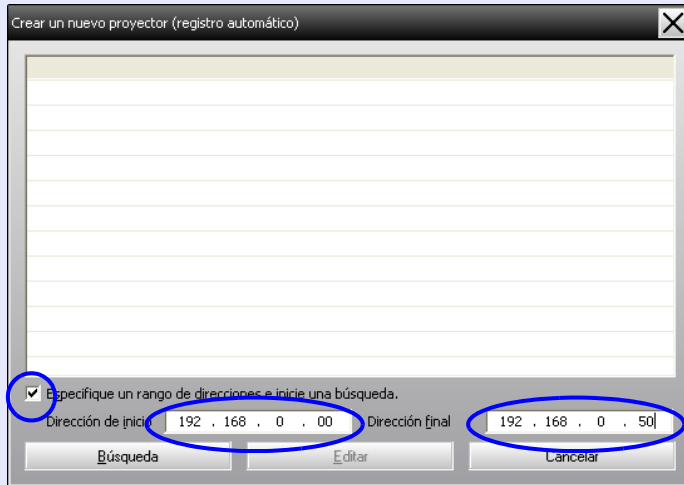 Crear un nuevo proyector (registro automático)
Especifique un rango de direcciones e inicie una búsqueda.
Dirección de inicio 192 . 168 . 0 . 00 Dirección final 192 . 168 . 0 . 50
Búsqueda Editar Cancelar